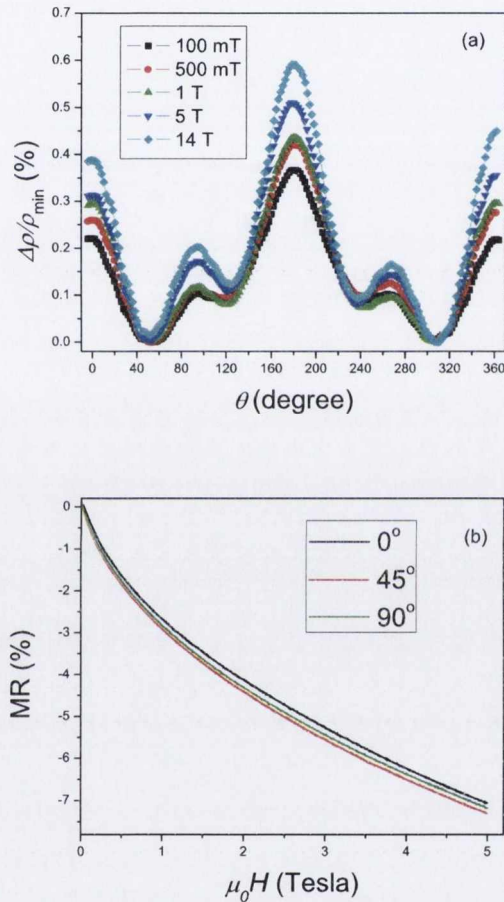 (a)
100 mT
500 mT
1 T
5 T
14 T
Δρ/ρmin (%)
0.7
0.6
0.5
0.4
0.3
0.2
0.1
0.0
0 40 80 120 160 200 240 280 320 360
θ (degree)
(b)
0°
45°
90°
MR (%)
0
-1
-2
-3
-4
-5
-6
-7
0 1 2 3 4 5
μ0H (Tesla)